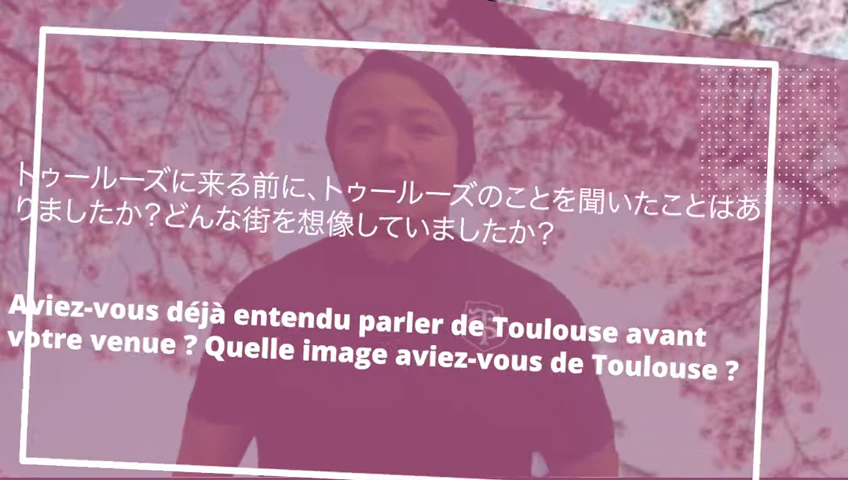 トゥールーズに来る前に、トゥールーズのことを聞いたことはあ
りましたか？どんな街を想像していましたか？
Aviez-vous déjà entendu parler de Toulouse avant
votre venue ? Quelle image aviez-vous de Toulouse ?